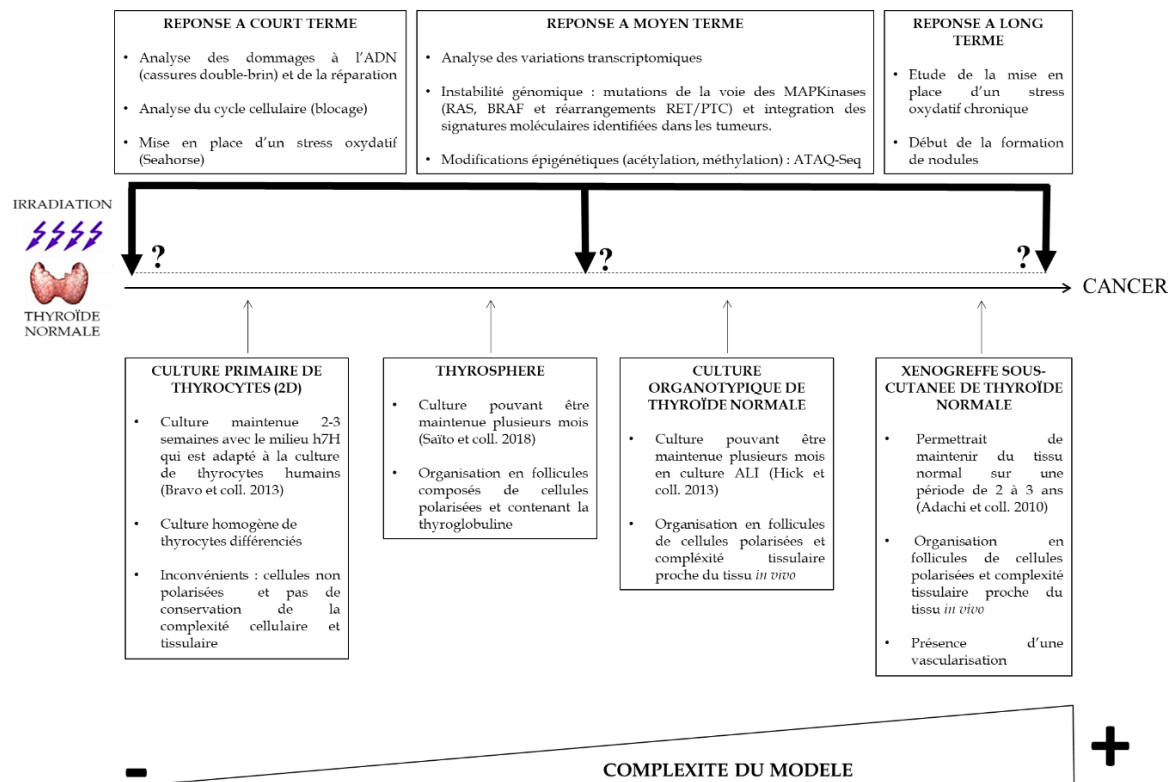 REPONSE A COURT TERME
• Analyse des dommages à l’ADN
(cassures double-brin) et de la réparation
• Analyse du cycle cellulaire (blocage)
• Mise en place d’un stress oxydatif
(Seahorse)
REPONSE A MOYEN TERME
• Analyse des variations transcriptomiques
• Instabilité génomique : mutations de la voie des MAPKinases
(RAS, BRAF et réarrangements RET/PTC) et integration des
signatures moléculaires identifiées dans les tumeurs.
• Modifications épigénétiques (acétylation, méthylation) : ATAQ-Seq
REPONSE A LONG
TERME
• Etude de la mise en
place d’un stress
oxydatif chronique
• Début de la formation
de nodules
IRRADIATION
? ? ?
THYROÏDE
NORMALE
CANCER
CULTURE PRIMAIRE DE
THYROCYTES (2D)
• Culture maintenue 2-3
semaines avec le milieu h7H
qui est adapté à la culture
de thyrocytes humains
(Bravo et coll. 2013)
• Culture homogène de
thyrocytes différenciés
• Inconvénients : cellules non
polarisées et pas de
conservation de la
complexité cellulaire et
tissulaire
THYROSPHERE
• Culture pouvant être
maintenue plusieurs mois
(Saïto et coll. 2018)
• Organisation en follicules
composés de cellules
polarisées et contenant la
thyroglobuline
CULTURE
ORGANOTYPIQUE DE
THYROÏDE NORMALE
• Culture pouvant être
maintenue plusieurs mois
en culture ALI (Hick et
coll. 2013)
• Organisation en follicules
de cellules polarisées et
compléxité tissulaire
proche du tissu in vivo
XENOGREFFE SOUS-
CUTANEE DE THYROÏDE
NORMALE
• Permettrait de
maintenir du tissu
normal sur une
période de 2 à 3 ans
(Adachi et coll. 2010)
• Organisation en
follicules de cellules
polarisées et complexité
tissulaire proche du
tissu in vivo
• Présence d’une
vascularisation
- +
COMPLEXITE DU MODELE